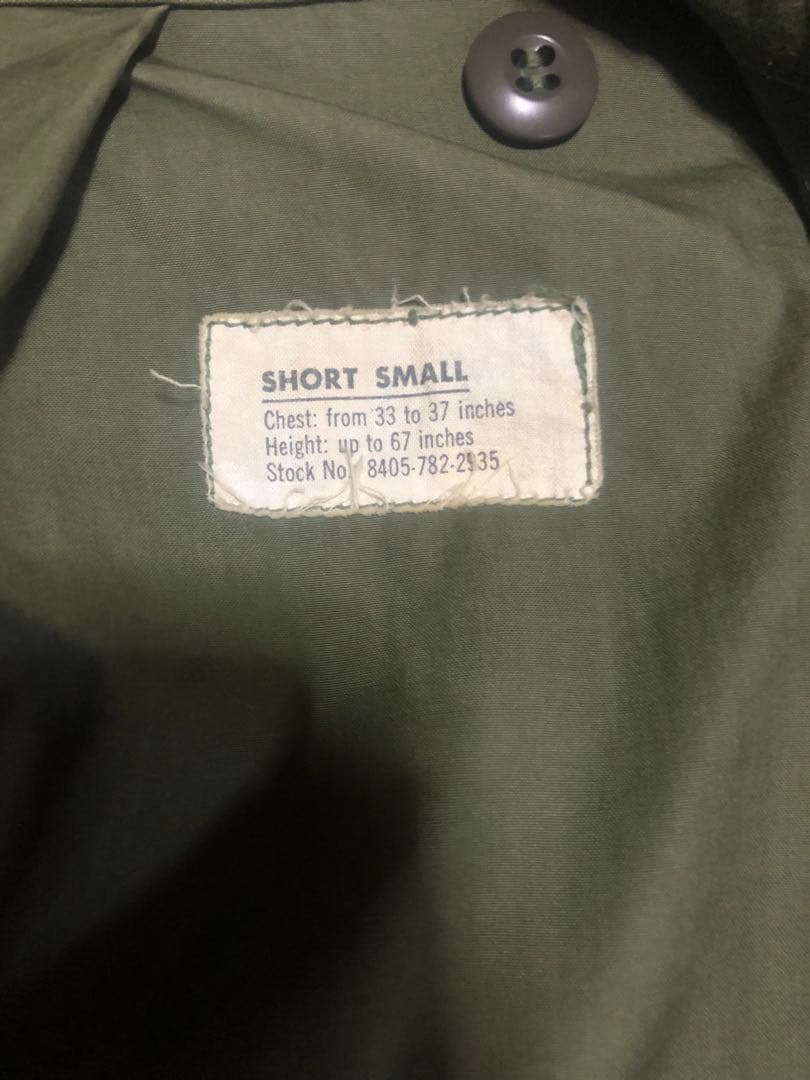 SHORT SMALL
Chest: from 33 to 37 inches
Height: up to 67 inches
Stock No. 8405-782-2935